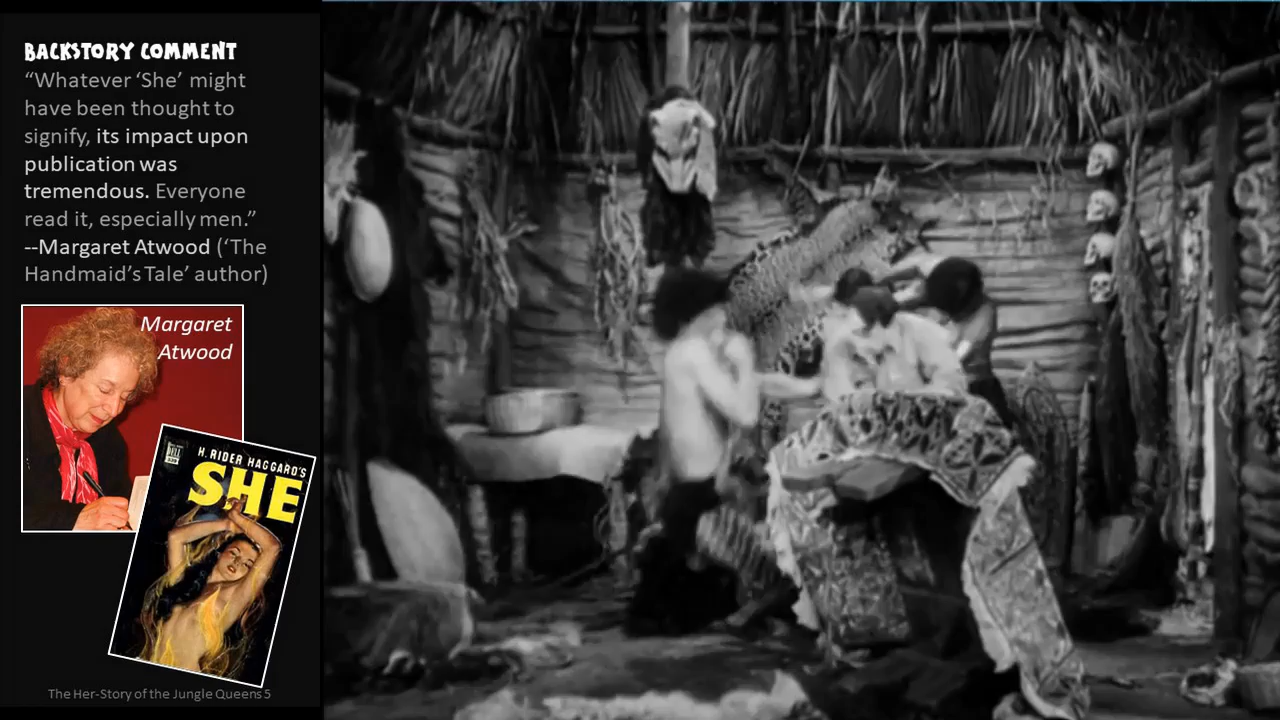 BACKSTORY COMMENT
“Whatever ‘She’ might
have been thought to
signify, its impact upon
publication was
tremendous. Everyone
read it, especially men.”
--Margaret Atwood (‘The
Handmaid’s Tale’ author)
Margaret
Atwood
H. RIDER HAGGARD'S
SHE
The Her-Story of the Jungle Queens 5